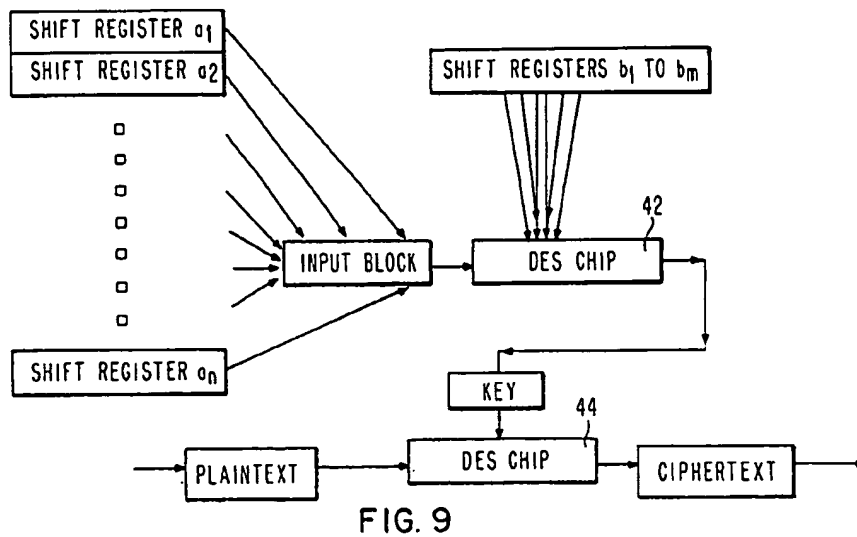 SHIFT REGISTER a1
SHIFT REGISTER a2
SHIFT REGISTERS b1 TO bm
42
INPUT BLOCK
DES CHIP
SHIFT REGISTER an
KEY
44
PLAINTEXT
DES CHIP
CIPHERTEXT
FIG. 9